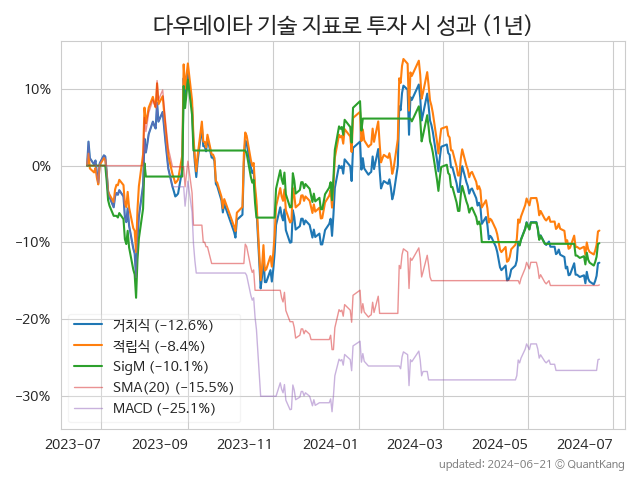 다우데이타 기술 지표로 투자 시 성과 (1년)
10%
0%
−10%
−20%
−30%
거치식 (−12.6%)
적립식 (−8.4%)
SigM (−10.1%)
SMA(20) (−15.5%)
MACD (−25.1%)
2023-07 2023-09 2023-11 2024-01 2024-03 2024-05 2024-07
updated: 2024-06-21 © QuantKang